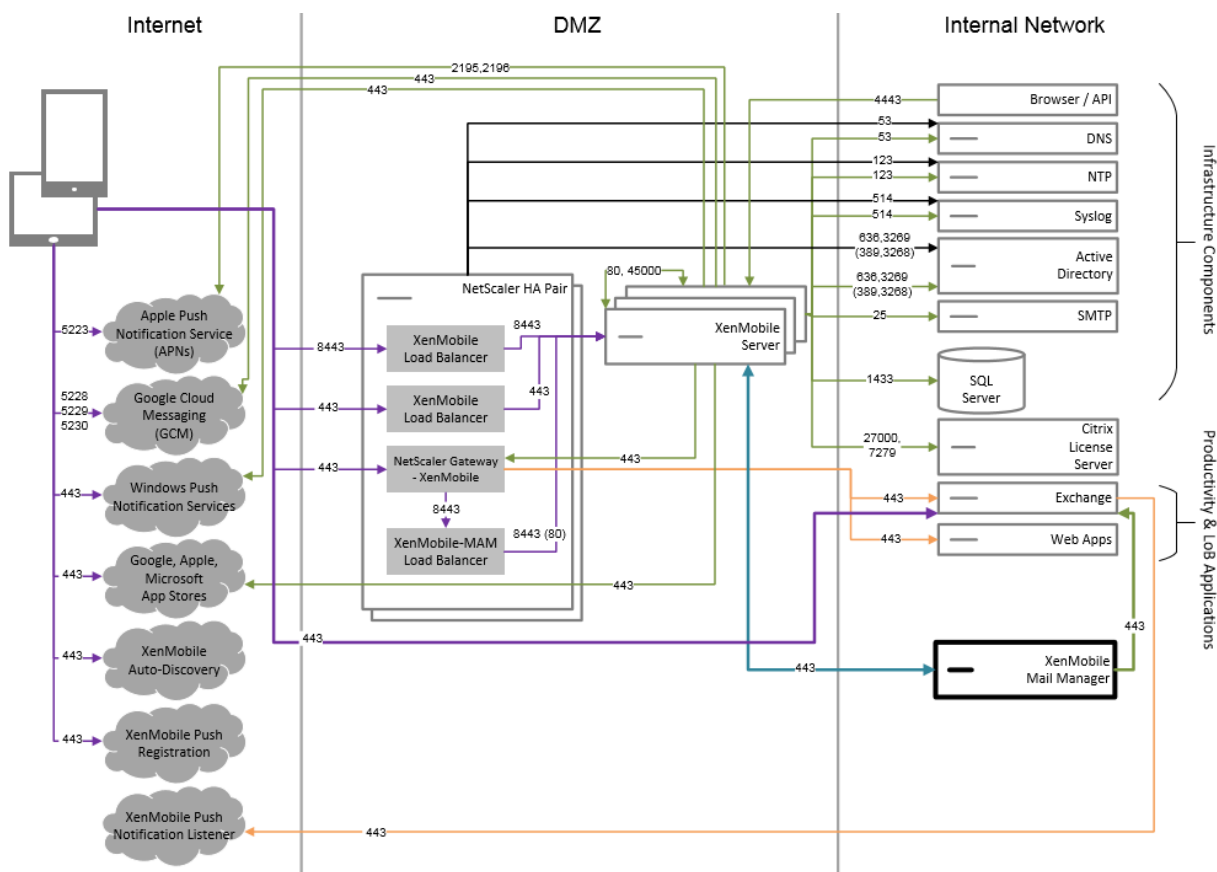 Internet
DMZ
Internal Network
2195,2196
443
443
4443
Browser / API
53
53
DNS
123
123
NTP
514
514
Syslog
636,3269
(389,3268)
636,3269
(389,3268)
Active
Directory
25
SMTP
1433
SQL
Server
27000,
7279
Citrix
License
Server
Infrastructure Components
NetScaler HA Pair
80, 45000
XenMobile
Server
8443
XenMobile
Load Balancer
8443
443
XenMobile
Load Balancer
443
443
NetScaler Gateway
- XenMobile
443
8443
XenMobile-MAM
Load Balancer
8443 (80)
443
Exchange
443
Web Apps
Productivity & LoB Applications
443
443
443
XenMobile
Mail Manager
443
5223
Apple Push
Notification Service
(APNs)
5228
5229
5230
Google Cloud
Messaging
(GCM)
443
Windows Push
Notification Services
443
Google, Apple,
Microsoft
App Stores
443
XenMobile
Auto-Discovery
443
XenMobile Push
Registration
XenMobile Push
Notification Listener
443